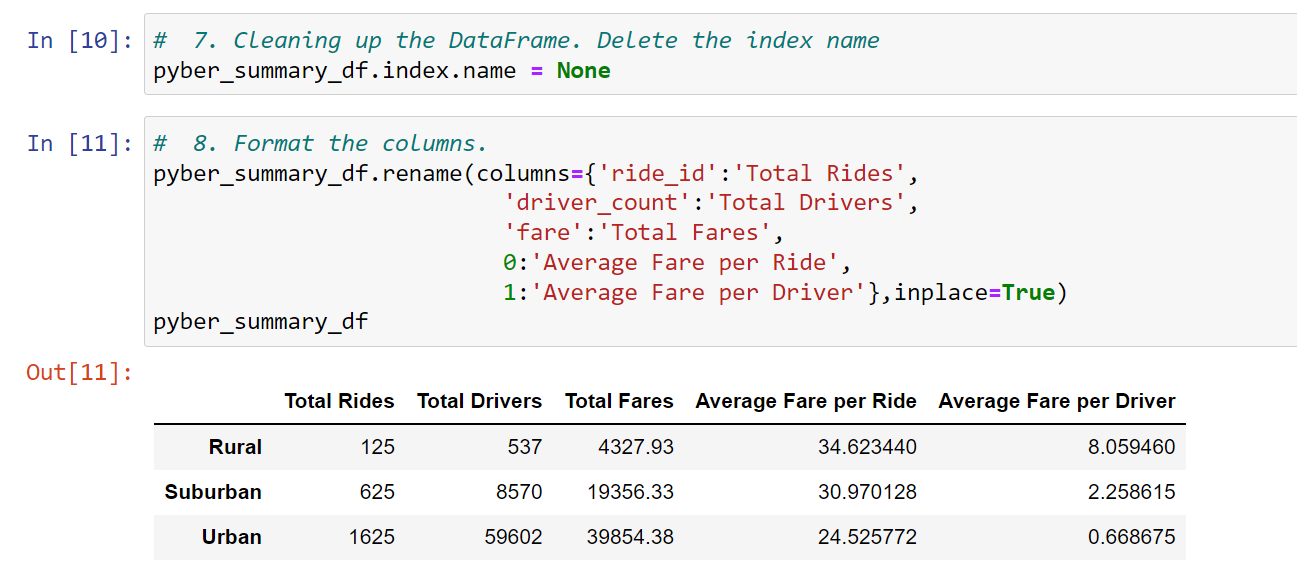 In [10]: #  7. Cleaning up the DataFrame. Delete the index name
pyber_summary_df.index.name = None
In [11]: #  8. Format the columns.
pyber_summary_df.rename(columns={'ride_id':'Total Rides',
'driver_count':'Total Drivers',
'fare':'Total Fares',
0:'Average Fare per Ride',
1:'Average Fare per Driver'},inplace=True)
pyber_summary_df
Out[11]:
Total Rides Total Drivers Total Fares Average Fare per Ride Average Fare per Driver
Rural 125 537 4327.93 34.623440 8.059460
Suburban 625 8570 19356.33 30.970128 2.258615
Urban 1625 59602 39854.38 24.525772 0.668675